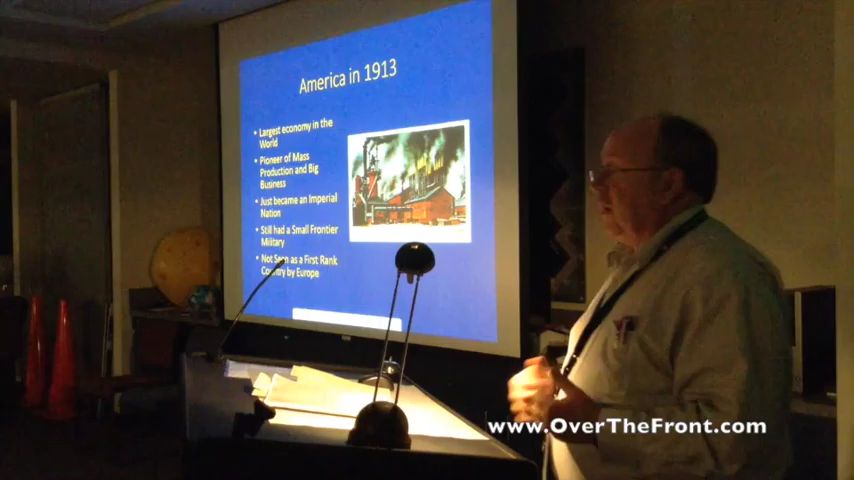 America in 1913
• Largest economy in the
World
• Pioneer of Mass
Production and Big
Business
• Just became an Imperial
Nation
• Still had a Small Frontier
Military
• Not Seen as a First Rank
Country by Europe
www.OverTheFront.com